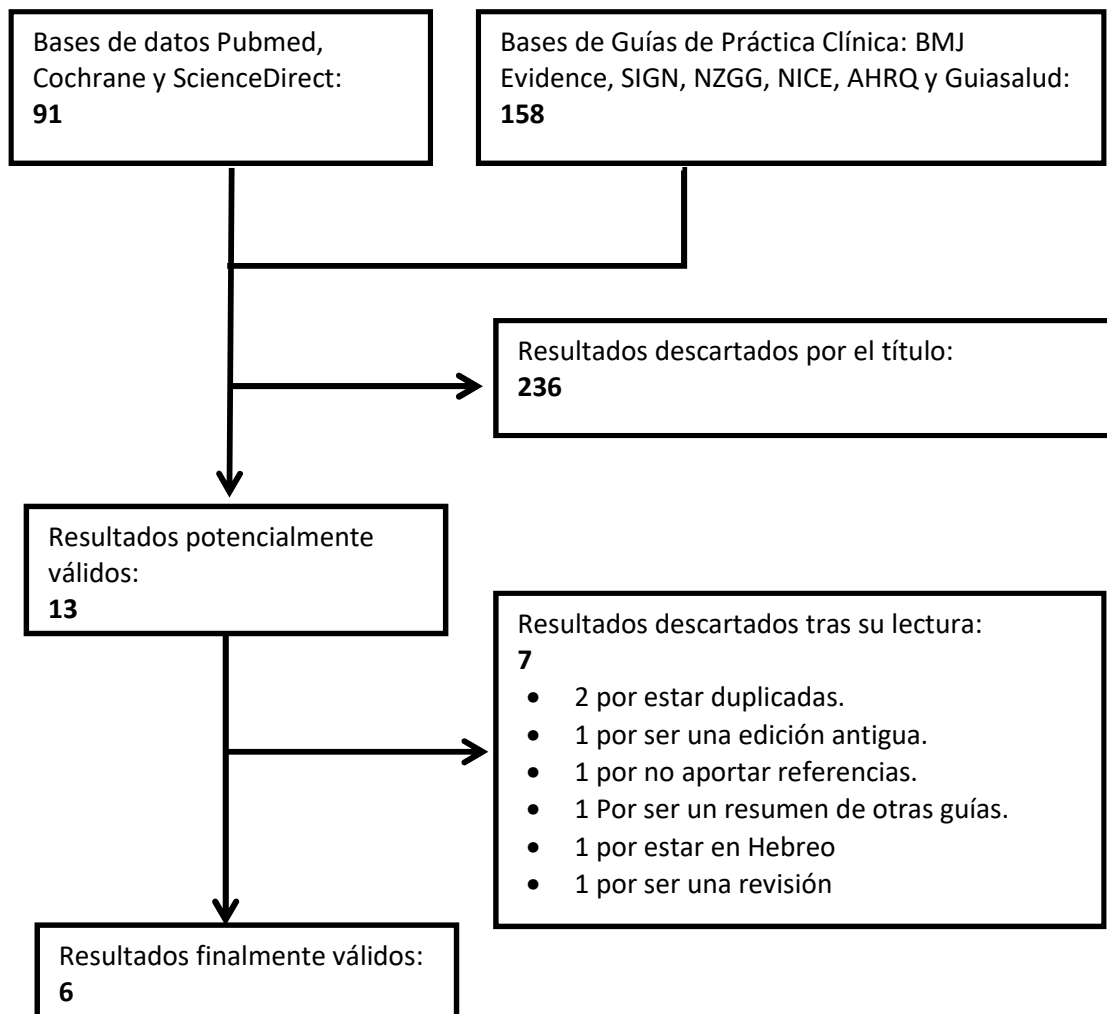 Bases de datos Pubmed,
Cochrane y ScienceDirect:
91
Bases de Guías de Práctica Clínica: BMJ
Evidence, SIGN, NZGG, NICE, AHRQ y Guiasalud:
158
Resultados descartados por el título:
236
Resultados potencialmente
válidos:
13
Resultados descartados tras su lectura:
7
• 2 por estar duplicadas.
• 1 por ser una edición antigua.
• 1 por no aportar referencias.
• 1 Por ser un resumen de otras guías.
• 1 por estar en Hebreo
• 1 por ser una revisión
Resultados finalmente válidos:
6